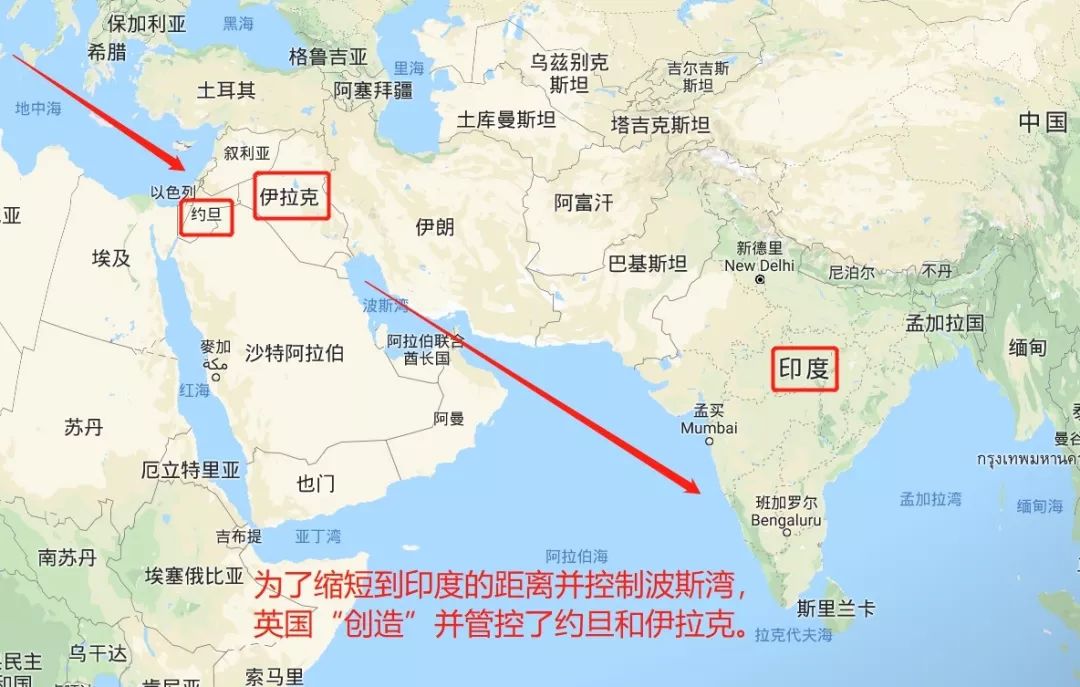 保加利亚
黑海
希腊
格鲁吉亚
里海
乌兹别克
斯坦
吉尔吉斯
斯坦
土耳其
阿塞拜疆
地中海
土库曼斯坦
塔吉克斯坦
中国
叙利亚
以色列
伊拉克
约旦
阿富汗
亚
伊朗
埃及
巴基斯坦
新德里
New Delhi
尼泊尔
不丹
波斯湾
孟加拉国
阿拉伯联合
酋长国
麥加
مكة
沙特阿拉伯
缅甸
印度
红海
孟买
Mumbai
阿曼
苏丹
曼谷
กรุงเทพมหานคร
厄立特里亚
也门
班加罗尔
Bengaluru
孟加拉湾
缅甸海
吉布提
亚丁湾
阿拉伯海
南苏丹
埃塞俄比亚
为了缩短到印度的距离并控制波斯湾，
英国“创造”并管控了约旦和伊拉克。
斯里兰卡
拉克代夫海
乌干达
民主
和国
索马里
肯尼亚